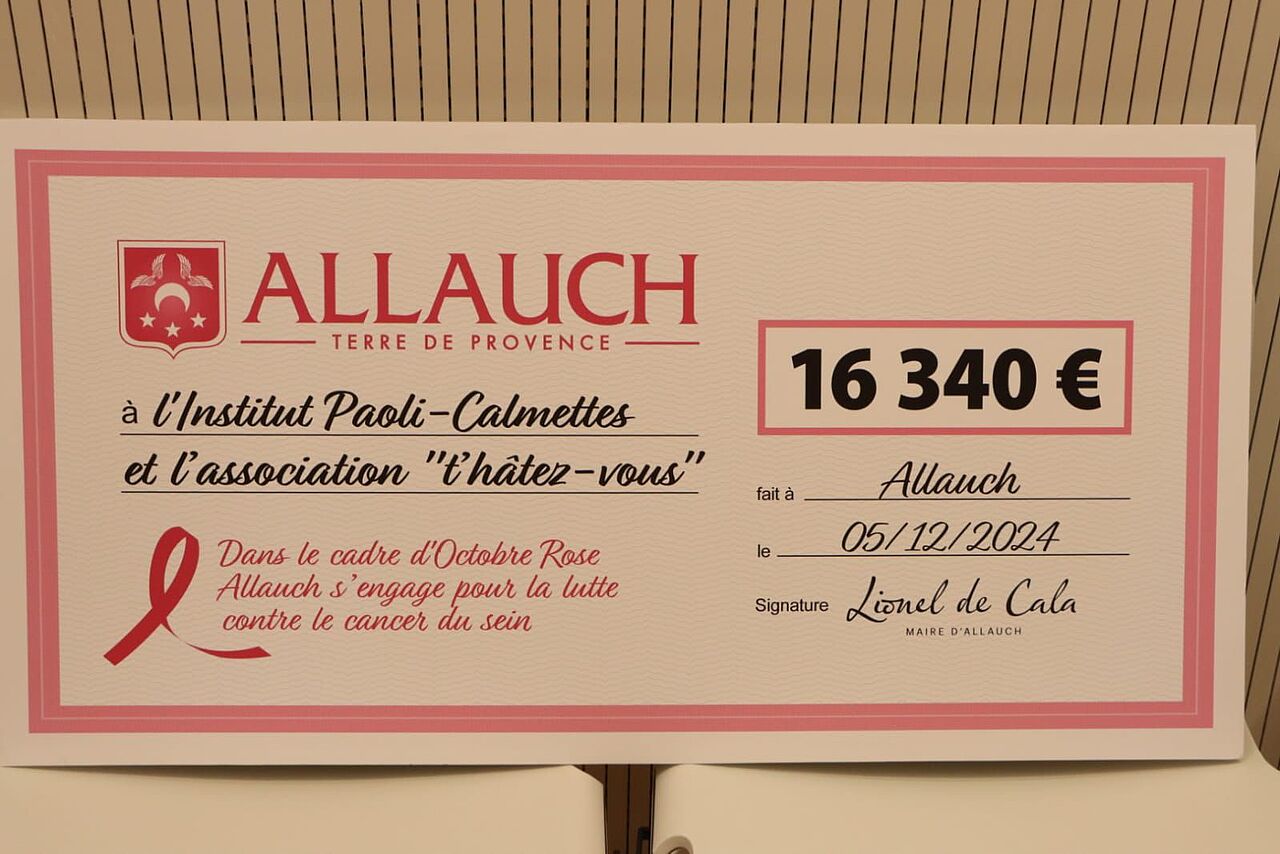 ALLAUCH
TERRE DE PROVENCE
à l'Institut Paoli-Calmettes
et l'association "t'hâtez-vous"
Dans le cadre d'Octobre Rose
Allauch s'engage pour la lutte
contre le cancer du sein
16 340 €
fait à Allauch
le 05/12/2024
Signature Lionel de Cala
MAIRE D'ALLAUCH